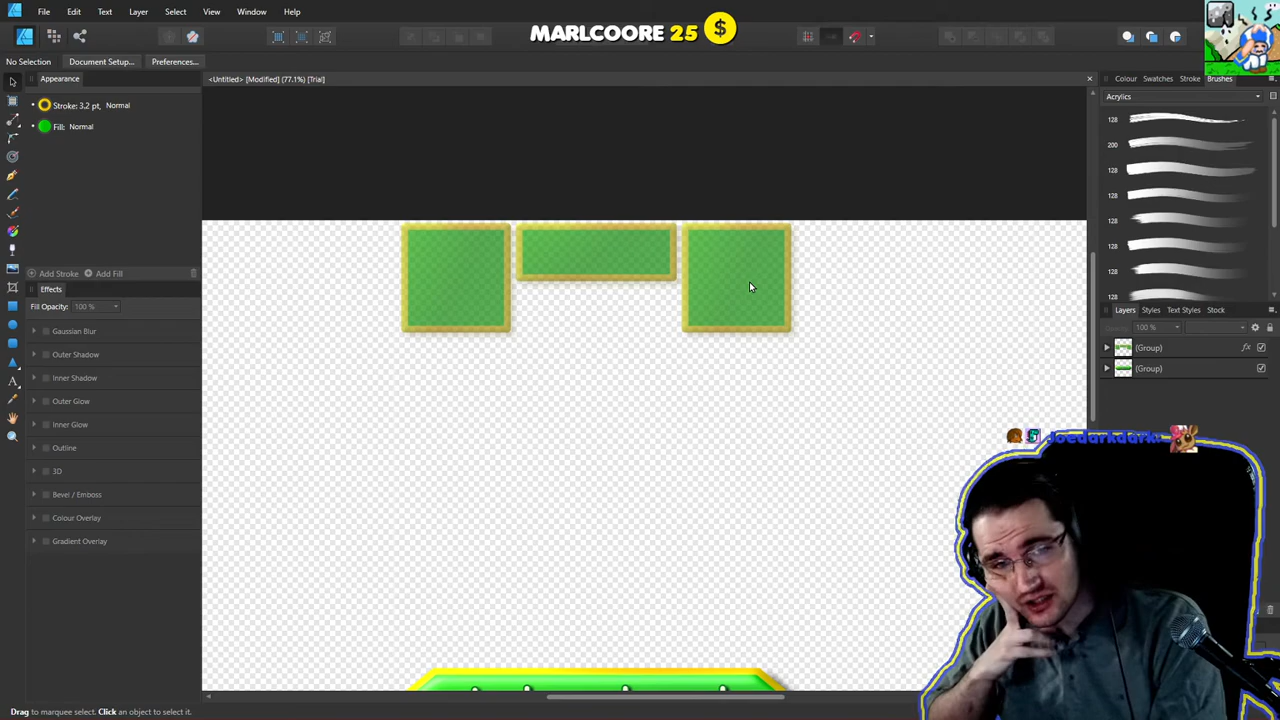 File Edit Text Layer Select View Window Help
MARLCOORE 25 $
No Selection Document Setup... Preferences...
Appearance
<Untitled> [Modified] (77.1%) [Trial]
Colour Swatches Stroke Brushes
Stroke: 3.2 pt, Normal
Fill: Normal
Acrylics
128
200
128
128
128
128
128
128
Add Stroke Add Fill
Effects
Fill Opacity: 100 %
Gaussian Blur
Outer Shadow
Inner Shadow
Outer Glow
Inner Glow
Outline
3D
Bevel / Emboss
Colour Overlay
Gradient Overlay
Layers Styles Text Styles Stock
100 %
(Group) fx
(Group)
Joedarkdark
Drag to marquee select. Click an object to select it.